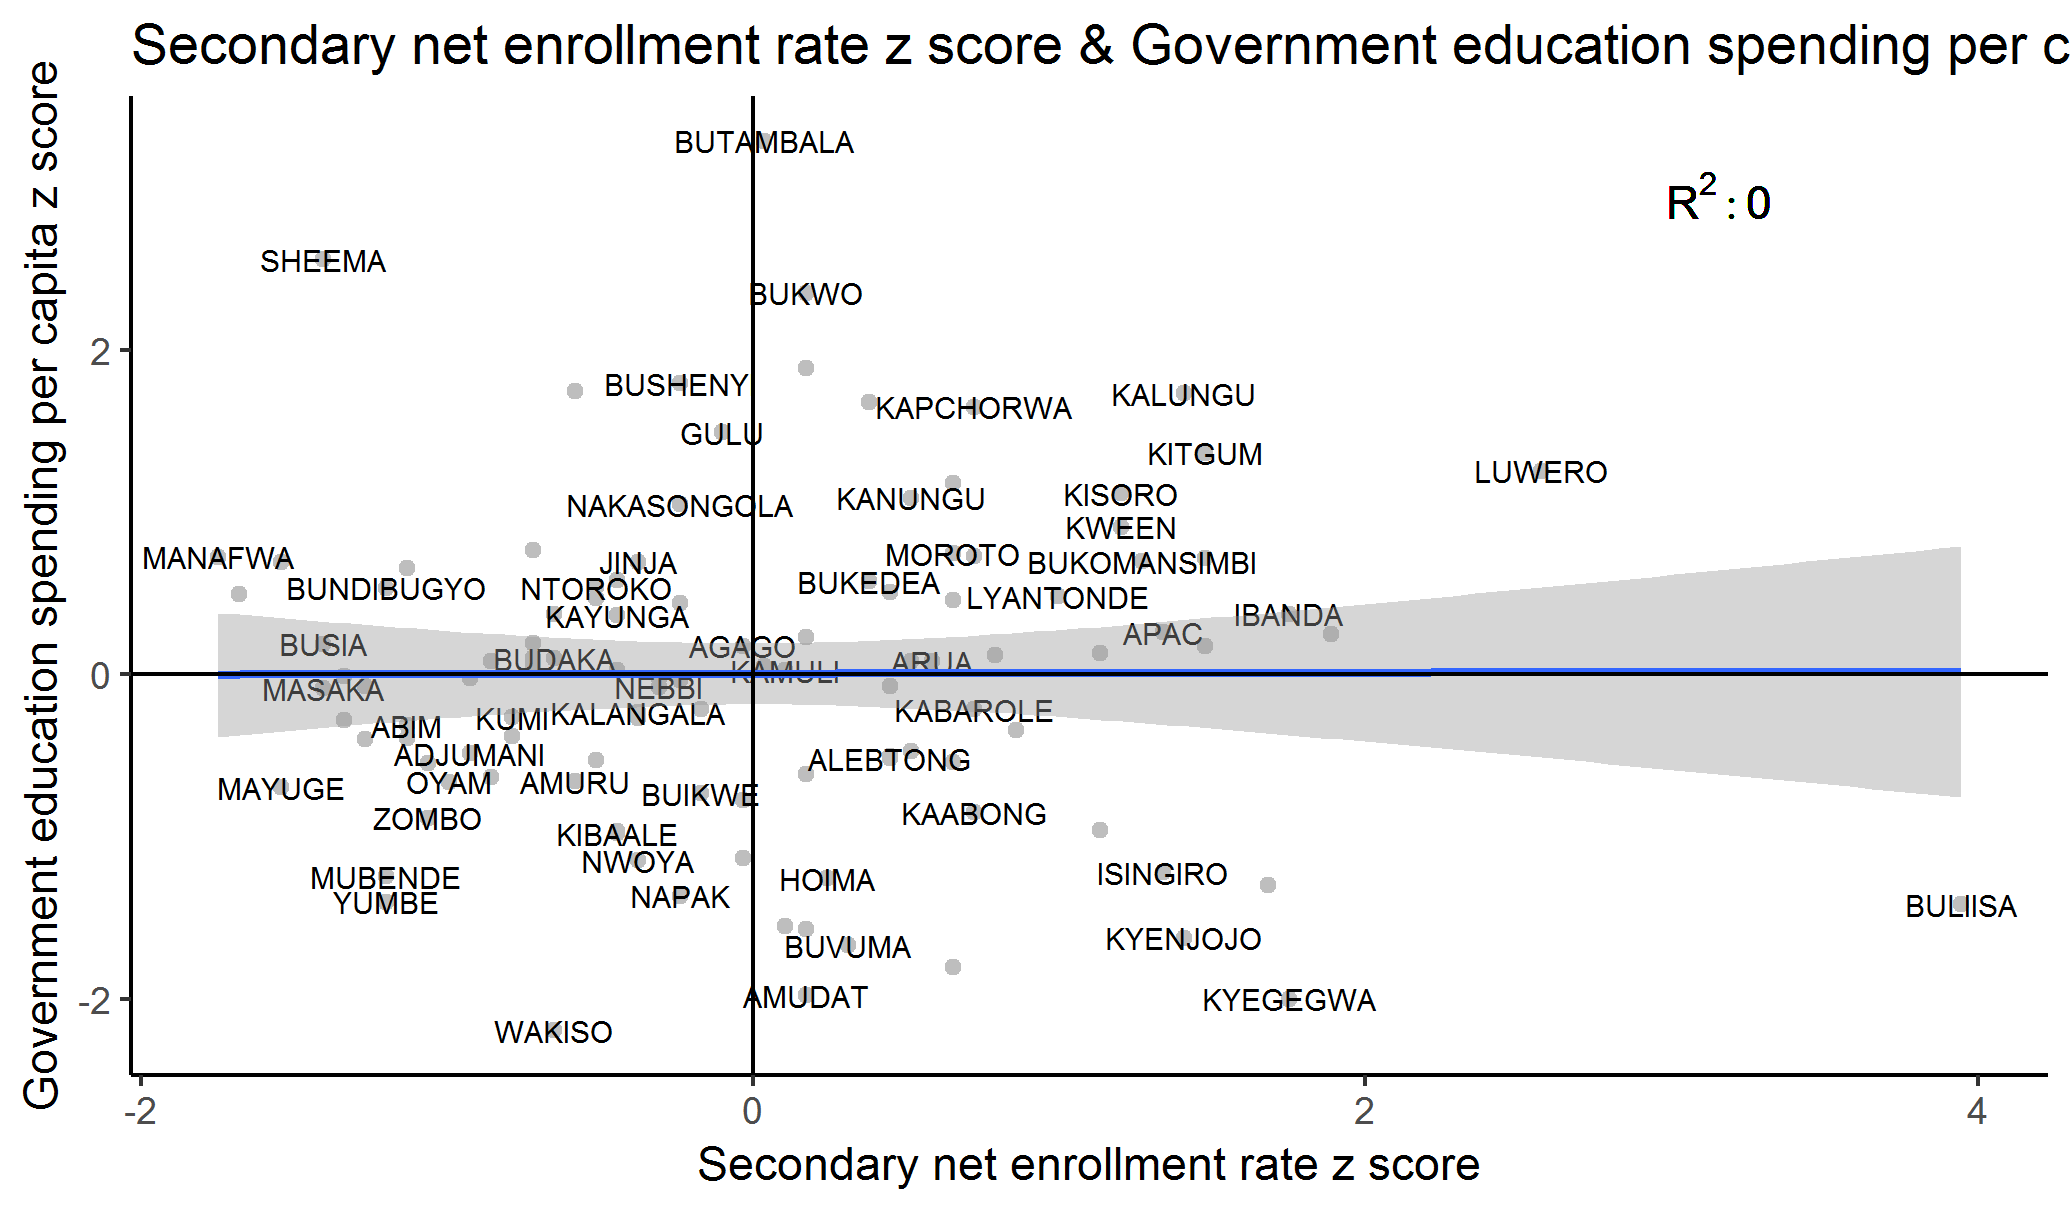 Secondary net enrollment rate z score & Government education spending per c
Government education spending per capita z score
BUTAMBALA
R²:0
SHEEMA
BUKWO
2
BUSHENY
KALUNGU
KAPCHORWA
GULU
KITGUM
LUWERO
KISORO
KANUNGU
NAKASONGOLA
KWEEN
MOROTO
MANAFWA
JINJA
BUKOMANSIMBI
BUKEDEA
BUNDIBUGYO
NTOROKO
LYANTONDE
KAYUNGA
IBANDA
APAC
BUSIA
AGAGO
BUDAKA
ARUA
KAMULI
0
NEBBI
MASAKA
KABAROLE
KALANGALA
KUMI
ABIM
ADJUMANI
ALEBTONG
OYAM
AMURU
MAYUGE
BUIKWE
KAABONG
ZOMBO
KIBAALE
NWOYA
ISINGIRO
MUBENDE
HOIMA
NAPAK
YUMBE
BULIISA
KYENJOJO
BUVUMA
AMUDAT
KYEGEGWA
-2
WAKISO
-2 0 2 4
Secondary net enrollment rate z score